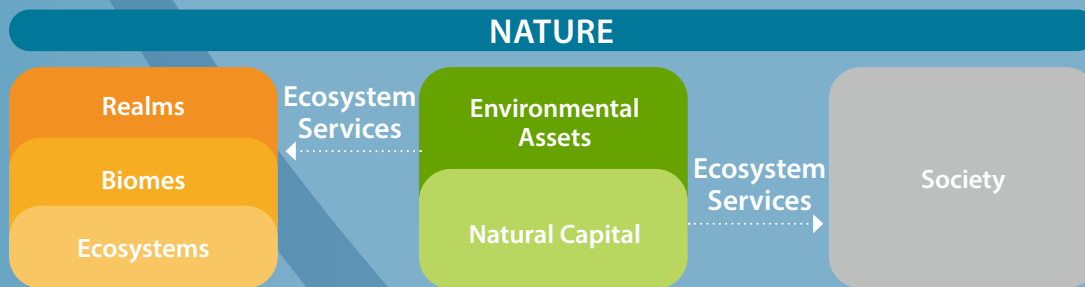 NATURE
Realms
Biomes
Ecosystems
Ecosystem
Services
Environmental
Assets
Natural Capital
Ecosystem
Services
Society